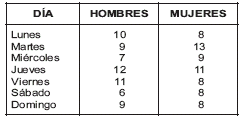 DÍA HOMBRES MUJERES
Lunes 10 8
Martes 9 13
Miércoles 7 9
Jueves 12 11
Viernes 11 8
Sábado 6 8
Domingo 9 8